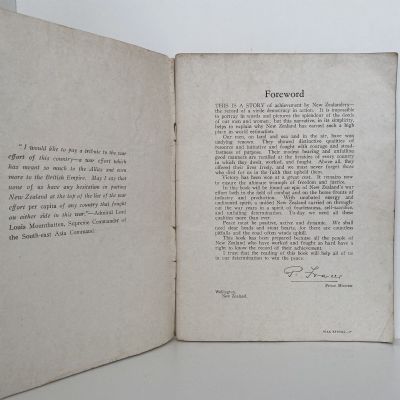 " I would like to pay a tribute to the war
effort of this country—a war effort which
has meant so much to the Allies and even
more to the British Empire. May I say that
none of us have any hesitation in putting
New Zealand at the top of the list of the war
effort per capita of any country that fought
on either side in this war."—Admiral Lord
Louis Mountbatten, Supreme Commander of
the South-east Asia Command.
Foreword
THIS IS A STORY of achievement by New Zealanders—
the record of a virile democracy in action. It is impossible
to portray in words and pictures the splendour of the deeds
of our men and women, but this narrative, in its simplicity,
helps to explain why New Zealand has earned such a high
place in world estimation.
Our men, on land and sea and in the air, have won
undying renown. They showed distinctive qualities of
resource and initiative and fought with courage and stead-
fastness of purpose. Their modest bearing and unfailing
good manners are extolled at the firesides of every country
in which they dwelt, worked, and fought. Above all, they
offered their lives freely, and we must never forget those
who died for us in the faith that upheld them.
Victory has been won at a great cost. It remains now
to ensure the ultimate triumph of freedom and justice.
In this book will be found an epic of New Zealand's war
effort both in the field of combat and on the home fronts of
industry and production. With unabated energy and
undaunted spirit a united New Zealand carried on through-
out the war years in a spirit of fearlessness, self-sacrifice,
and unfailing determination. To-day we need all these
qualities more than ever.
Peace must be positive, active and dynamic. We shall
need clear heads and stout hearts, for there are countless
pitfalls and the road often winds uphill.
This book has been prepared because all the people of
New Zealand who have worked and fought so hard have a
right to know the record of their achievement.
I trust that the reading of this book will help all of us
in our determination to win the peace.
P. Fraser
Prime Minister
Wellington,
New Zealand.